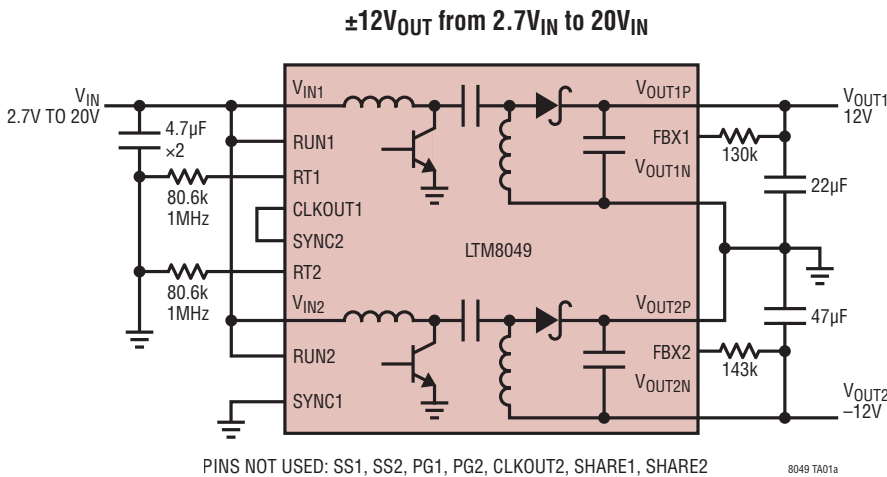 ±12VOUT from 2.7VIN to 20VIN
VIN
2.7V TO 20V
4.7µF
×2
80.6k
1MHz
80.6k
1MHz
VIN1
RUN1
RT1
CLKOUT1
SYNC2
RT2
VIN2
RUN2
SYNC1
LTM8049
VOUT1P
FBX1
VOUT1N
VOUT2P
FBX2
VOUT2N
130k
22µF
47µF
143k
VOUT1
12V
VOUT2
–12V
PINS NOT USED: SS1, SS2, PG1, PG2, CLKOUT2, SHARE1, SHARE2
8049 TA01a